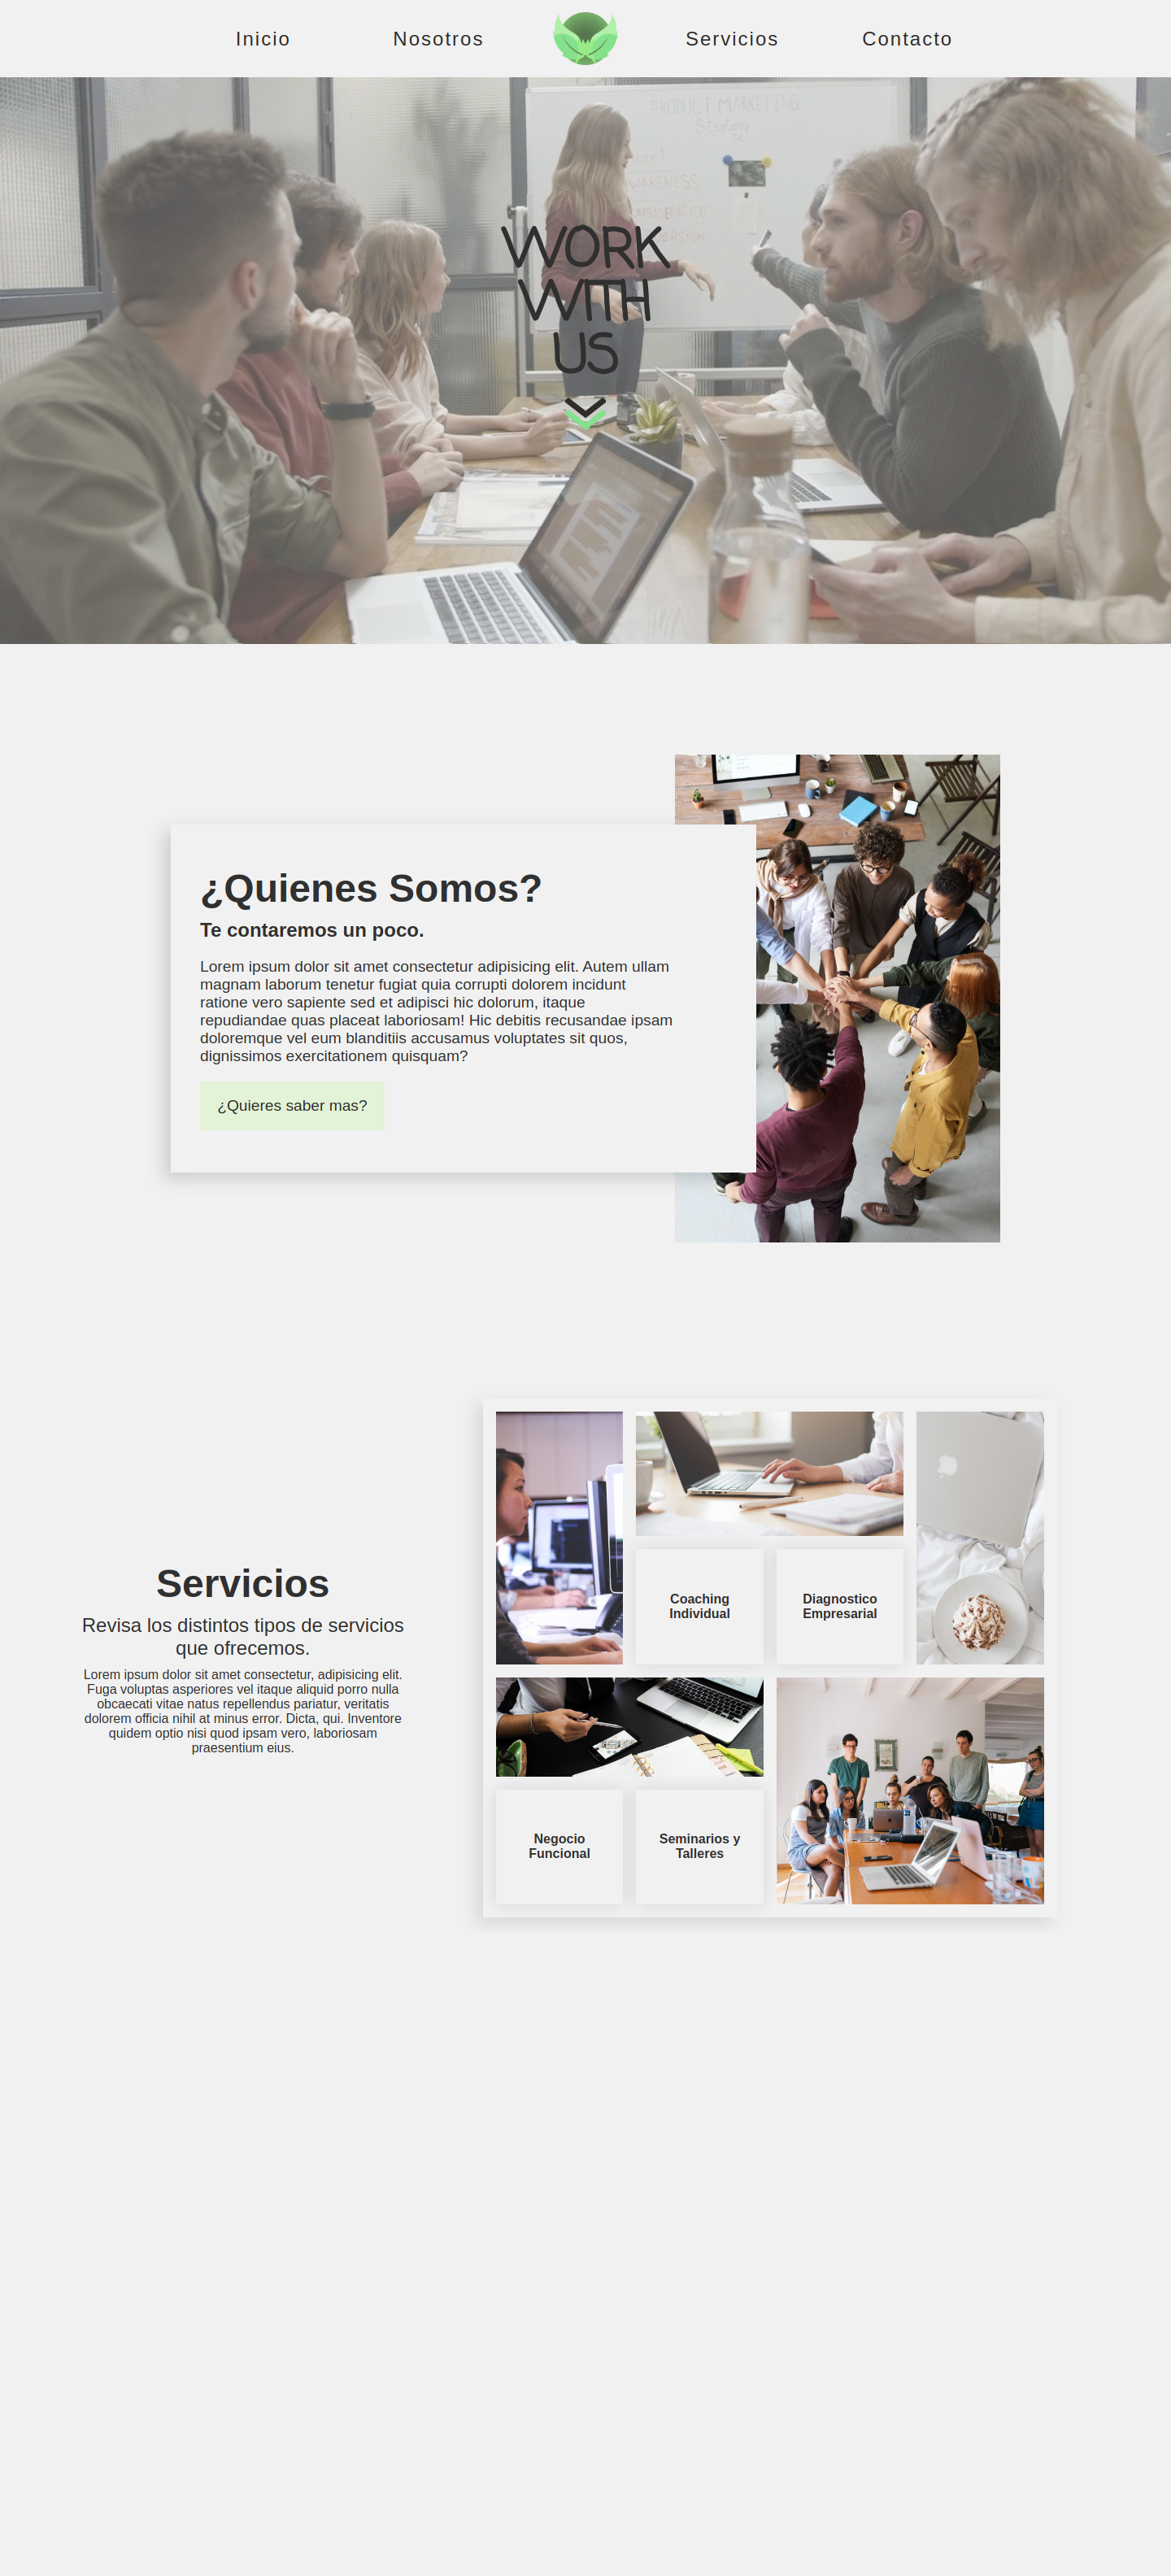 Inicio
Nosotros
Servicios
Contacto
PRODUCT MARKETING
Strategy
WORK
WITH
US
¿Quienes Somos?
Te contaremos un poco.
Lorem ipsum dolor sit amet consectetur adipisicing elit. Autem ullam
magnam laborum tenetur fugiat quia corrupti dolorem incidunt
ratione vero sapiente sed et adipisci hic dolorum, itaque
repudiandae quas placeat laboriosam! Hic debitis recusandae ipsam
doloremque vel eum blanditiis accusamus voluptates sit quos,
dignissimos exercitationem quisquam?
¿Quieres saber mas?
Servicios
Revisa los distintos tipos de servicios
que ofrecemos.
Lorem ipsum dolor sit amet consectetur, adipisicing elit.
Fuga voluptas asperiores vel itaque aliquid porro nulla
obcaecati vitae natus repellendus pariatur, veritatis
dolorem officia nihil at minus error. Dicta, qui. Inventore
quidem optio nisi quod ipsam vero, laboriosam
praesentium eius.
Coaching
Individual
Diagnostico
Empresarial
Negocio
Funcional
Seminarios y
Talleres